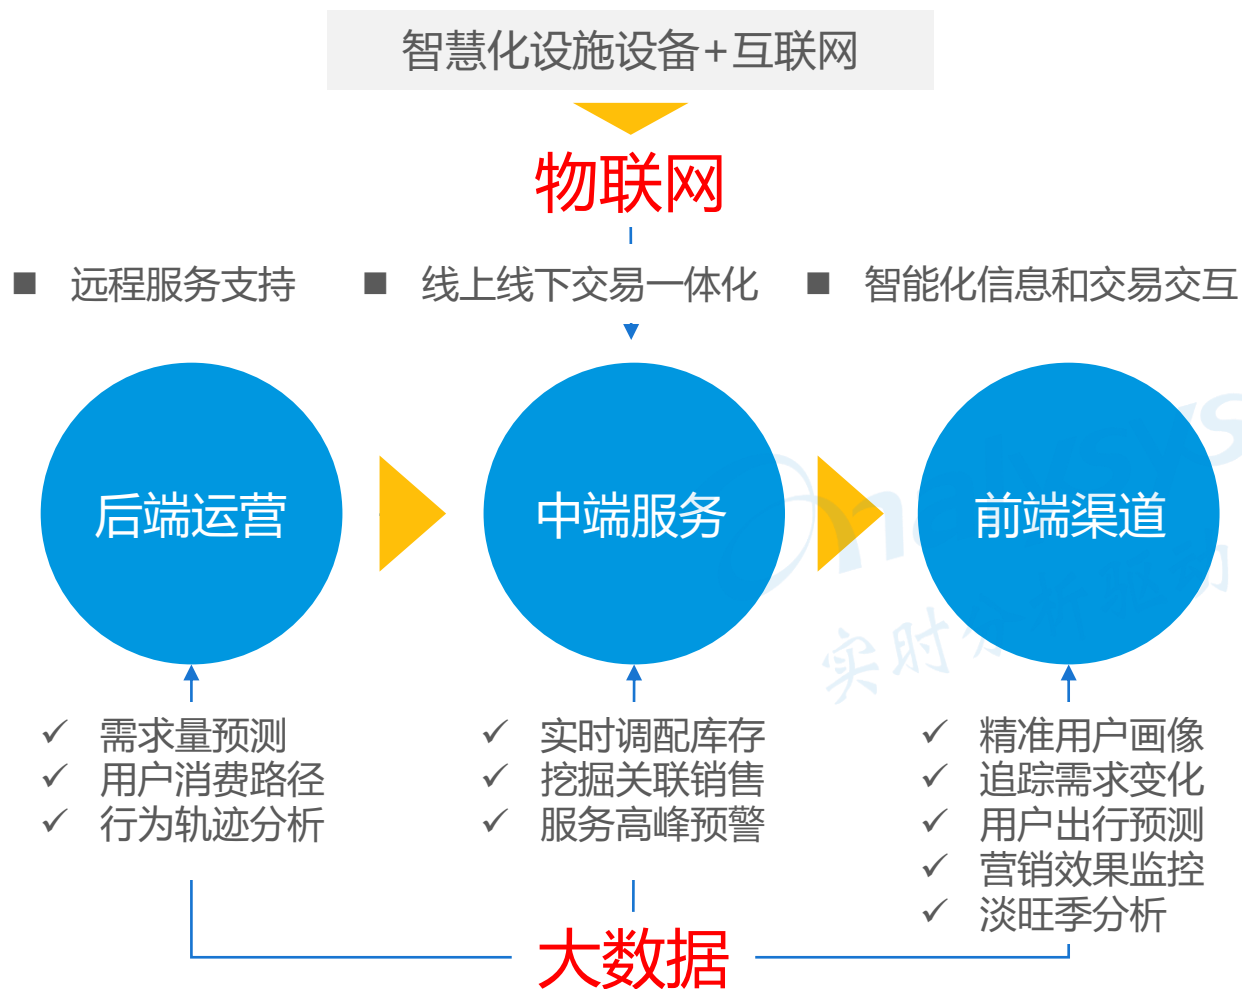 智慧化设施设备+互联网
物联网
■ 远程服务支持
■ 线上线下交易一体化
■ 智能化信息和交易交互
后端运营
中端服务
前端渠道
✓ 需求量预测
✓ 用户消费路径
✓ 行为轨迹分析
✓ 实时调配库存
✓ 挖掘关联销售
✓ 服务高峰预警
✓ 精准用户画像
✓ 追踪需求变化
✓ 用户出行预测
✓ 营销效果监控
✓ 淡旺季分析
大数据
nalysys
实时分析